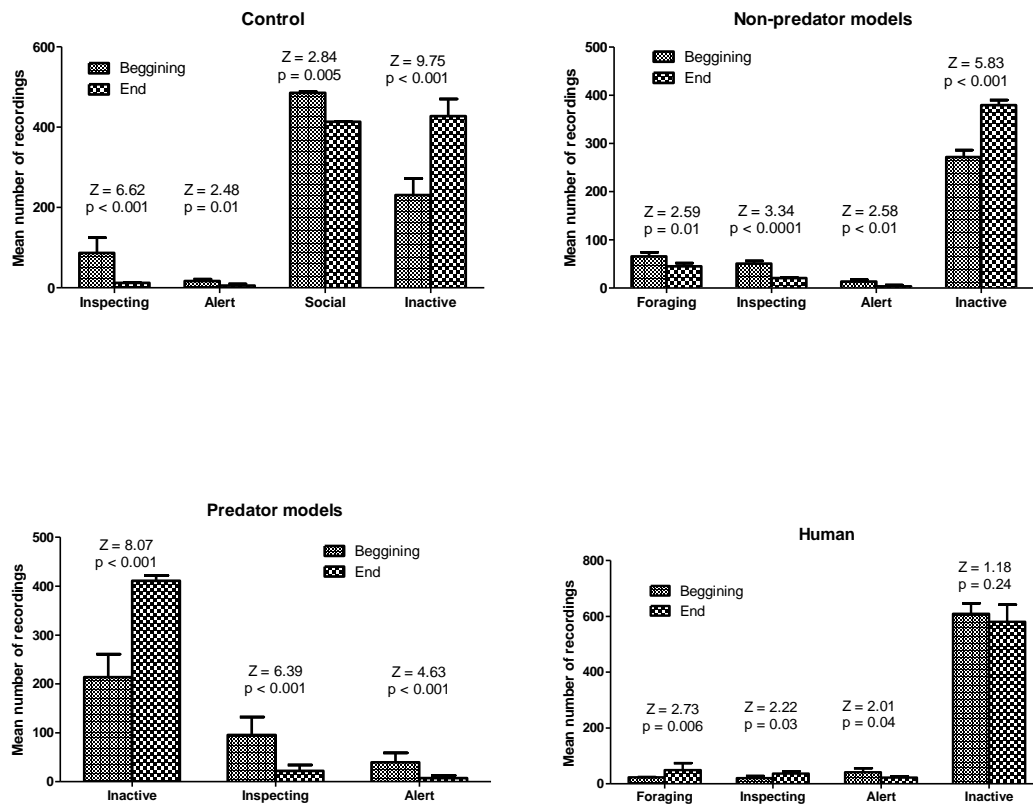 Control
Mean number of recordings
600
400
200
0
Beggining
End
Z = 6.62
p < 0.001
Z = 2.48
p = 0.01
Z = 2.84
p = 0.005
Z = 9.75
p < 0.001
Inspecting Alert Social Inactive
Non-predator models
Mean number of recordings
500
400
300
200
100
0
Beggining
End
Z = 2.59
p = 0.01
Z = 3.34
p < 0.0001
Z = 2.58
p < 0.01
Z = 5.83
p < 0.001
Foraging Inspecting Alert Inactive
Predator models
Mean number of recordings
500
400
300
200
100
0
Beggining
End
Z = 8.07
p < 0.001
Z = 6.39
p < 0.001
Z = 4.63
p < 0.001
Inactive Inspecting Alert
Human
Mean number of recordings
800
600
400
200
0
Beggining
End
Z = 2.73
p = 0.006
Z = 2.22
p = 0.03
Z = 2.01
p = 0.04
Z = 1.18
p = 0.24
Foraging Inspecting Alert Inactive